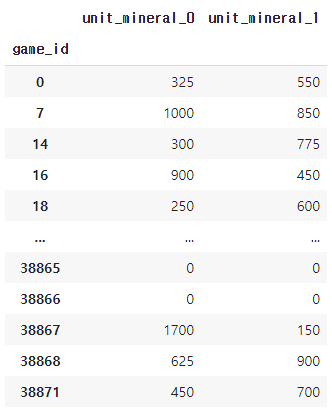 unit_mineral_0 unit_mineral_1
game_id
0 325 550
7 1000 850
14 300 775
16 900 450
18 250 600
... ... ...
38865 0 0
38866 0 0
38867 1700 150
38868 625 900
38871 450 700